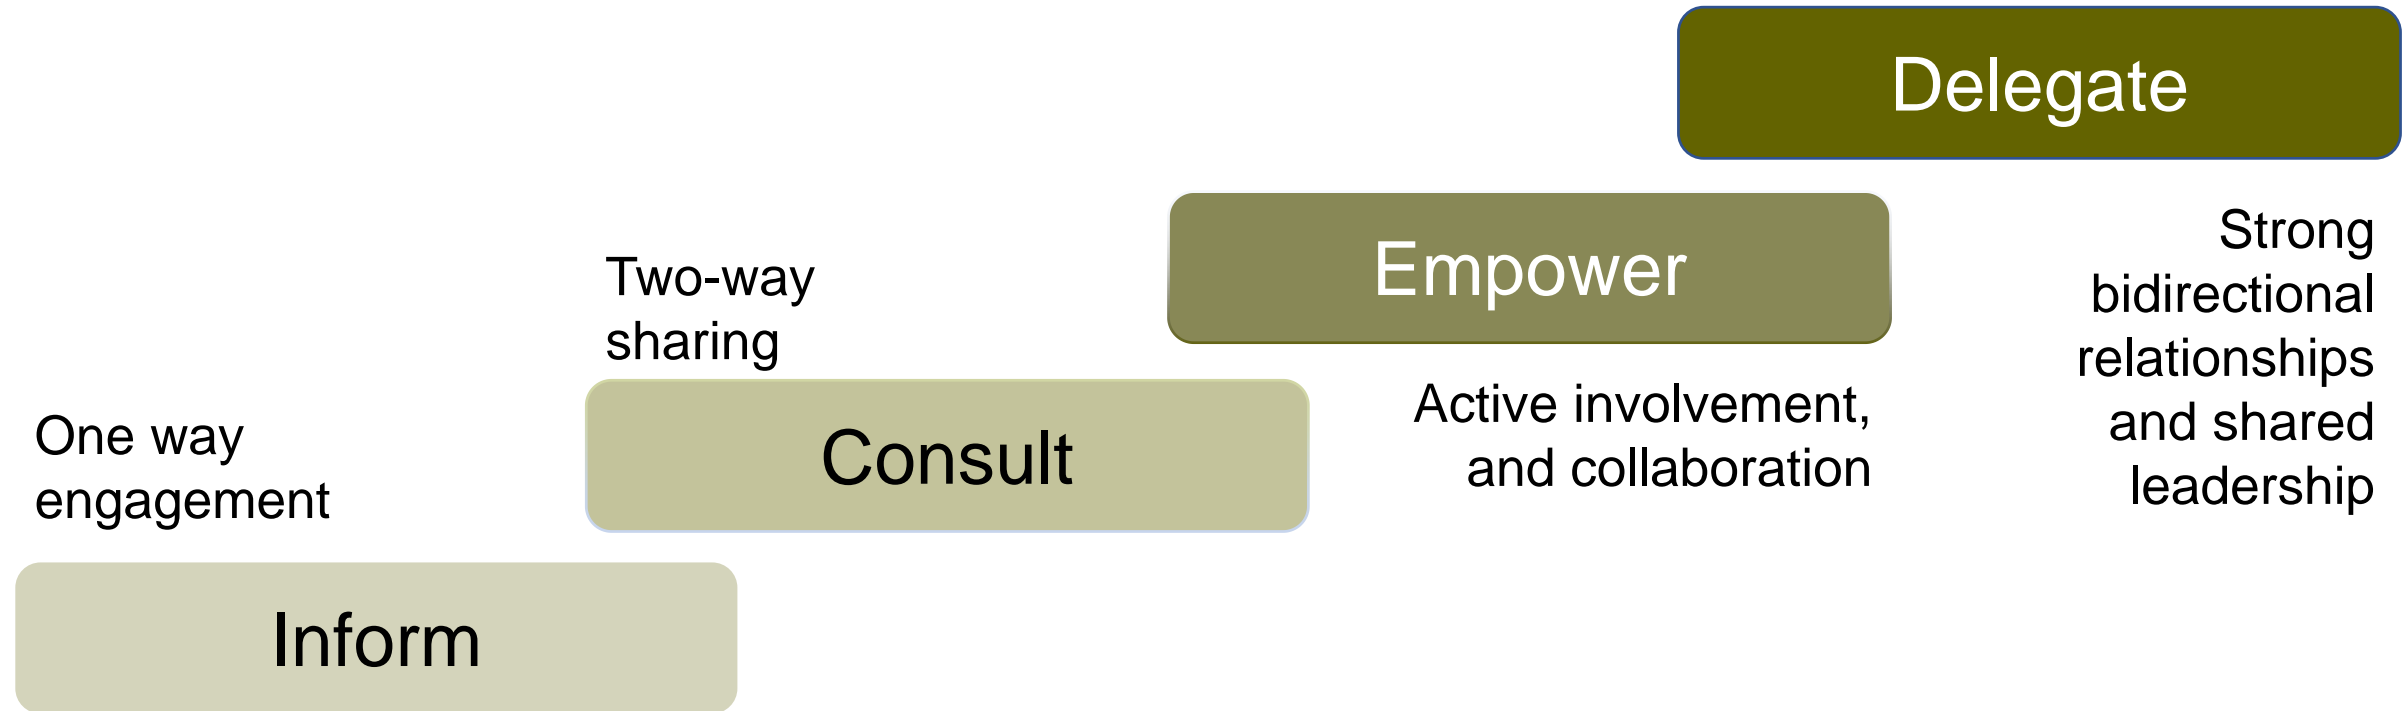 Delegate
Strong
bidirectional
relationships
and shared
leadership
Empower
Active involvement,
and collaboration
Two-way
sharing
Consult
One way
engagement
Inform